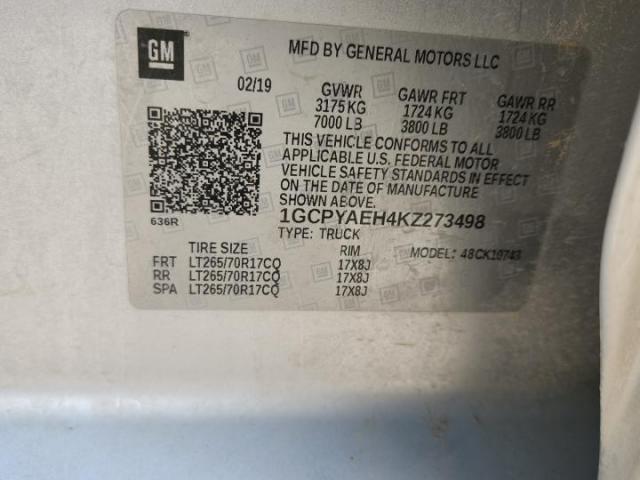 GM
MFD BY GENERAL MOTORS LLC
02/19
GVWR GAWR FRT GAWR RR
3175 KG 1724 KG 1724 KG
7000 LB 3800 LB 3800 LB
THIS VEHICLE CONFORMS TO ALL
APPLICABLE U.S. FEDERAL MOTOR
VEHICLE SAFETY STANDARDS IN EFFECT
ON THE DATE OF MANUFACTURE
SHOWN ABOVE.
1GCPYAEH4KZ273498
636R
TYPE: TRUCK
TIRE SIZE RIM MODEL: 48CK10743
FRT LT265/70R17CQ 17X8J
RR LT265/70R17CQ 17X8J
SPA LT265/70R17CQ 17X8J